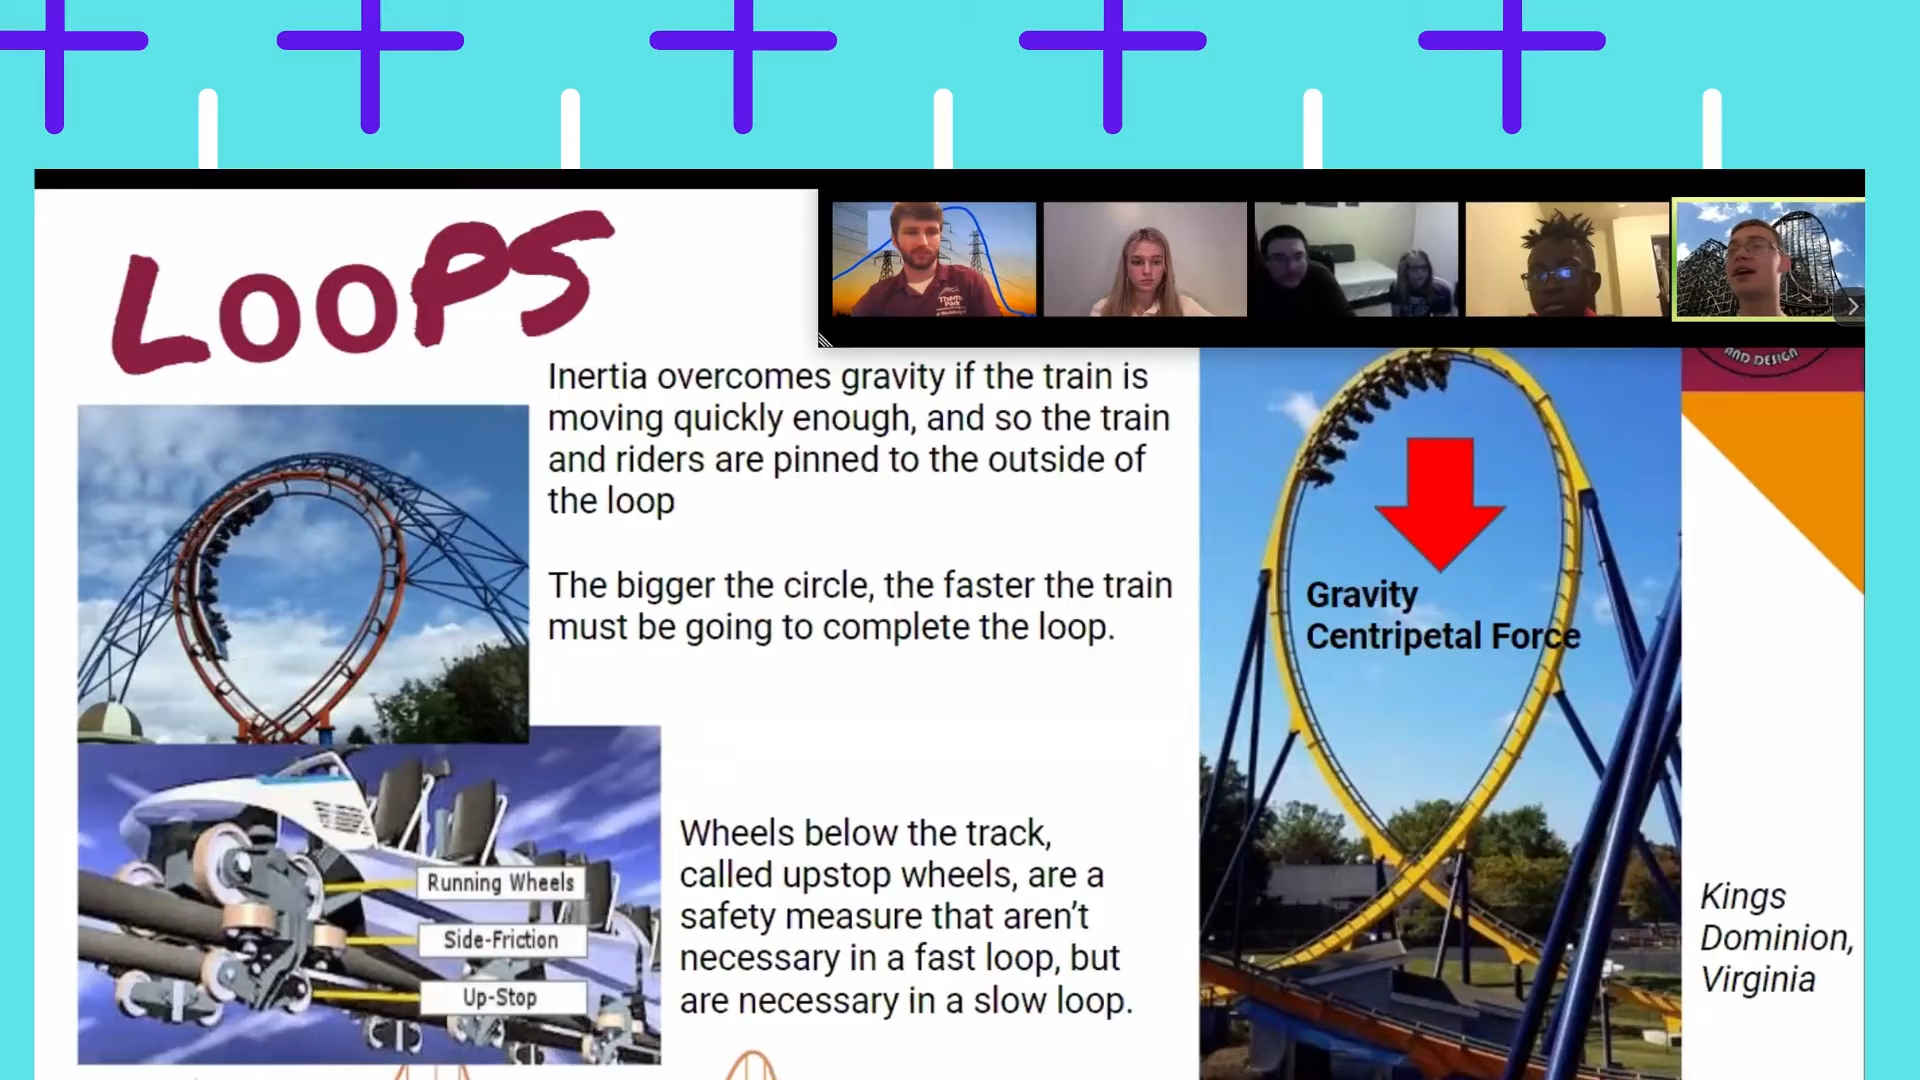 LOOPS
Inertia overcomes gravity if the train is
moving quickly enough, and so the train
and riders are pinned to the outside of
the loop
The bigger the circle, the faster the train
must be going to complete the loop.
Running Wheels
Side-Friction
Up-Stop
Wheels below the track,
called upstop wheels, are a
safety measure that aren’t
necessary in a fast loop, but
are necessary in a slow loop.
AND DESIGN
Gravity
Centripetal Force
Kings
Dominion,
Virginia